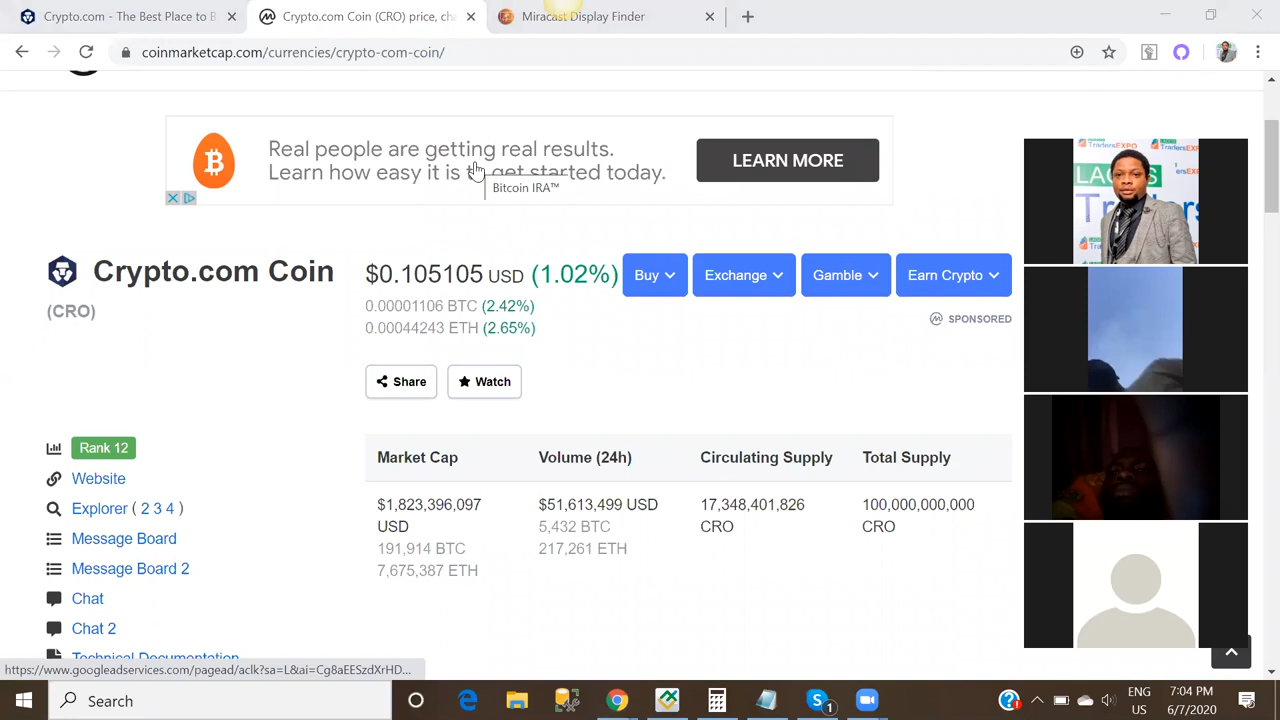 Crypto.com - The Best Place to B
Crypto.com Coin (CRO) price, cha
Miracast Display Finder
coinmarketcap.com/currencies/crypto-com-coin/
Real people are getting real results.
Learn how easy it is to get started today.
LEARN MORE
Bitcoin IRA™
LAGOS
Traders
TradersEXPO
Crypto.com Coin
(CRO)
$0.105105 USD (1.02%)
0.00001106 BTC (2.42%)
0.00044243 ETH (2.65%)
Buy
Exchange
Gamble
Earn Crypto
SPONSORED
Share
Watch
Rank 12
Website
Explorer ( 2 3 4 )
Message Board
Message Board 2
Chat
Chat 2
Technical Documentation
Market Cap
Volume (24h)
Circulating Supply
Total Supply
$1,823,396,097
USD
191,914 BTC
7,675,387 ETH
$51,613,499 USD
5,432 BTC
217,261 ETH
17,348,401,826
CRO
100,000,000,000
CRO
https://www.googleadservices.com/pagead/aclk?sa=L&ai=Cg8aEESzdXrHD...
Search
1
ENG
US
7:04 PM
6/7/2020